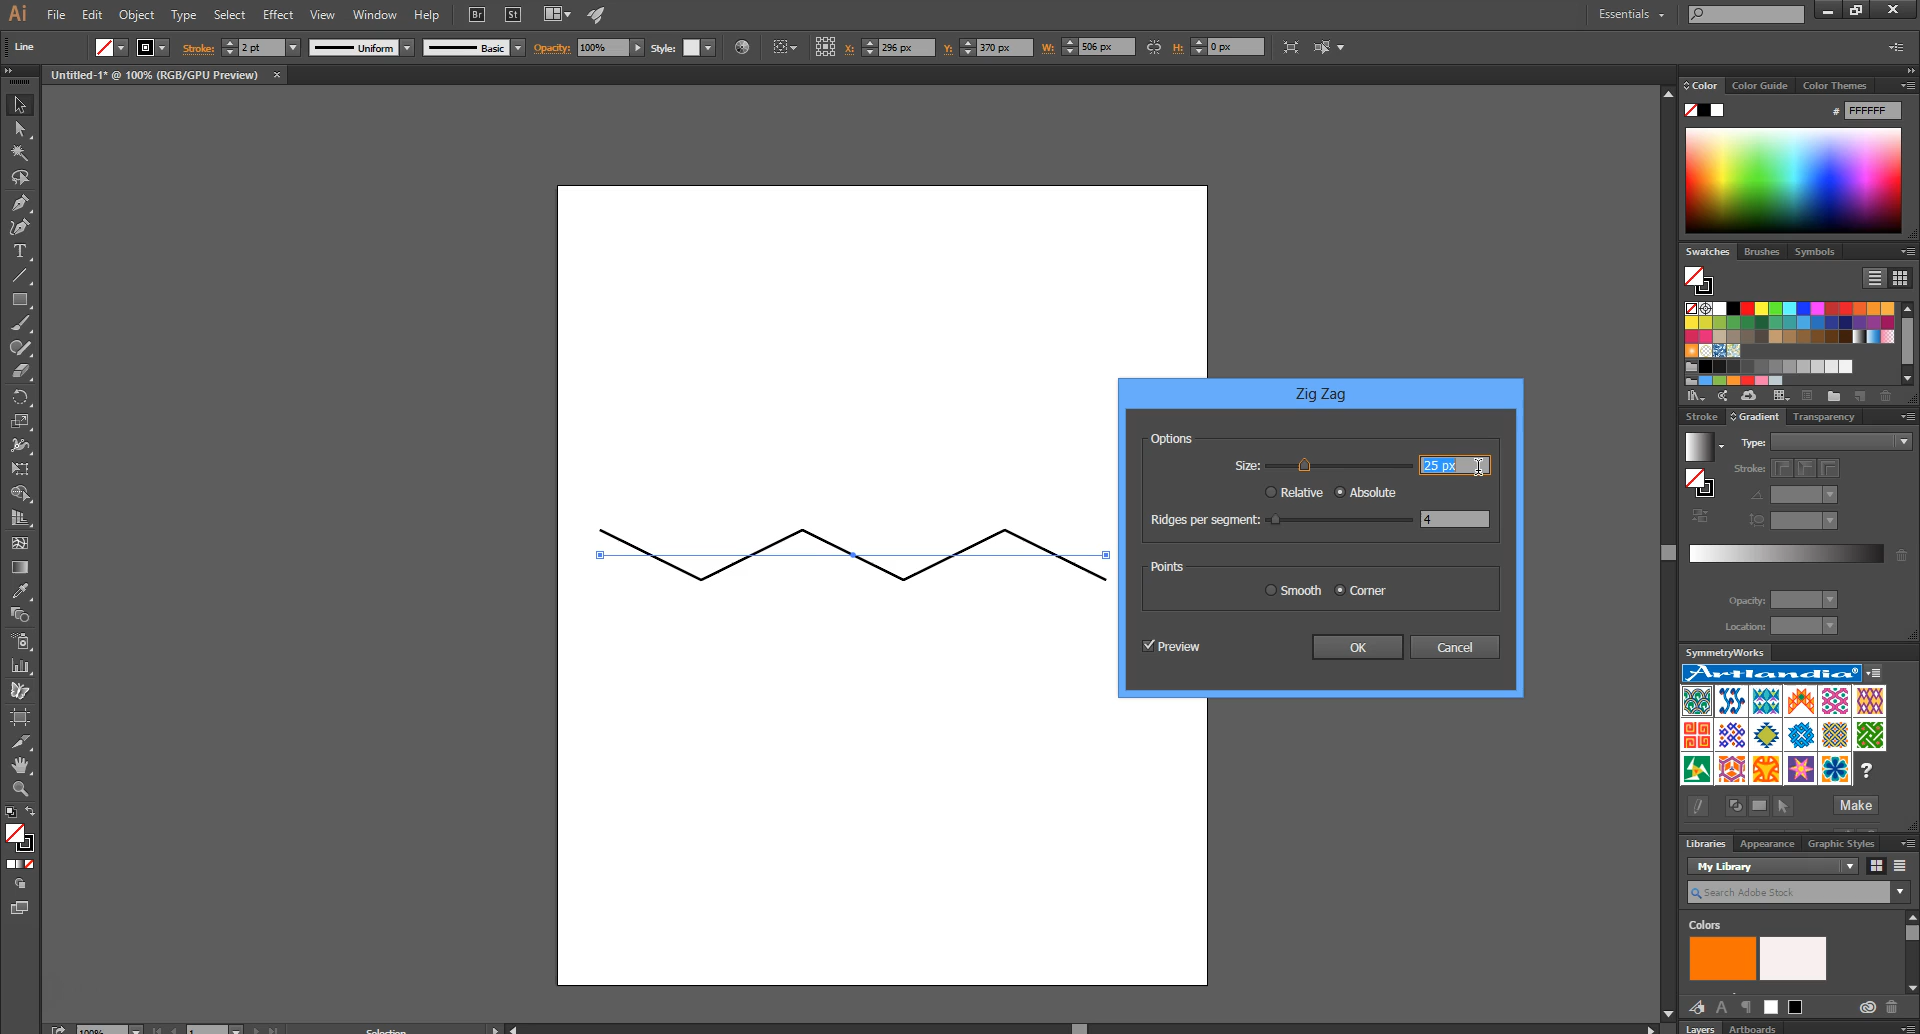 Ai File Edit Object Type Select Effect View Window Help Br St Essentials
Line Stroke: 2 pt Uniform Basic Opacity: 100% Style: X: 296 px Y: 370 px W: 506 px H: 0 px
Untitled-1* @ 100% (RGB/GPU Preview) ×
Color Color Guide Color Themes
# FFFFFF
Swatches Brushes Symbols
Zig Zag
Options
Size: 25 px
Relative Absolute
Ridges per segment: 4
Points
Smooth Corner
Preview OK Cancel
Stroke Gradient Transparency
Type:
Stroke:
Opacity:
Location:
SymmetryWorks
Artlandia®
?
Make
Libraries Appearance Graphic Styles
My Library
Search Adobe Stock
Colors
Layers Artboards
100% 1 Selection